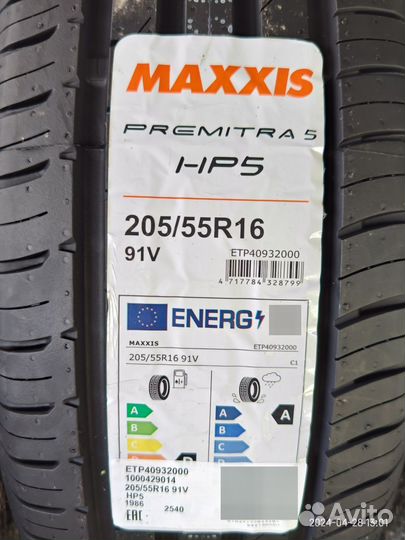 MAXXIS
PREMITRA 5
HP5
205/55R16
91V
ETP40932000
4 717784 328799
ENERG
MAXXIS
ETP40932000
205/55R16 91V
C1
A
A
A
B
B
C
C
D
ETP40932000
1000429014
205/55R16 91V
HP5
1986
2540
EAC
Avito
2024-04-28 13:01